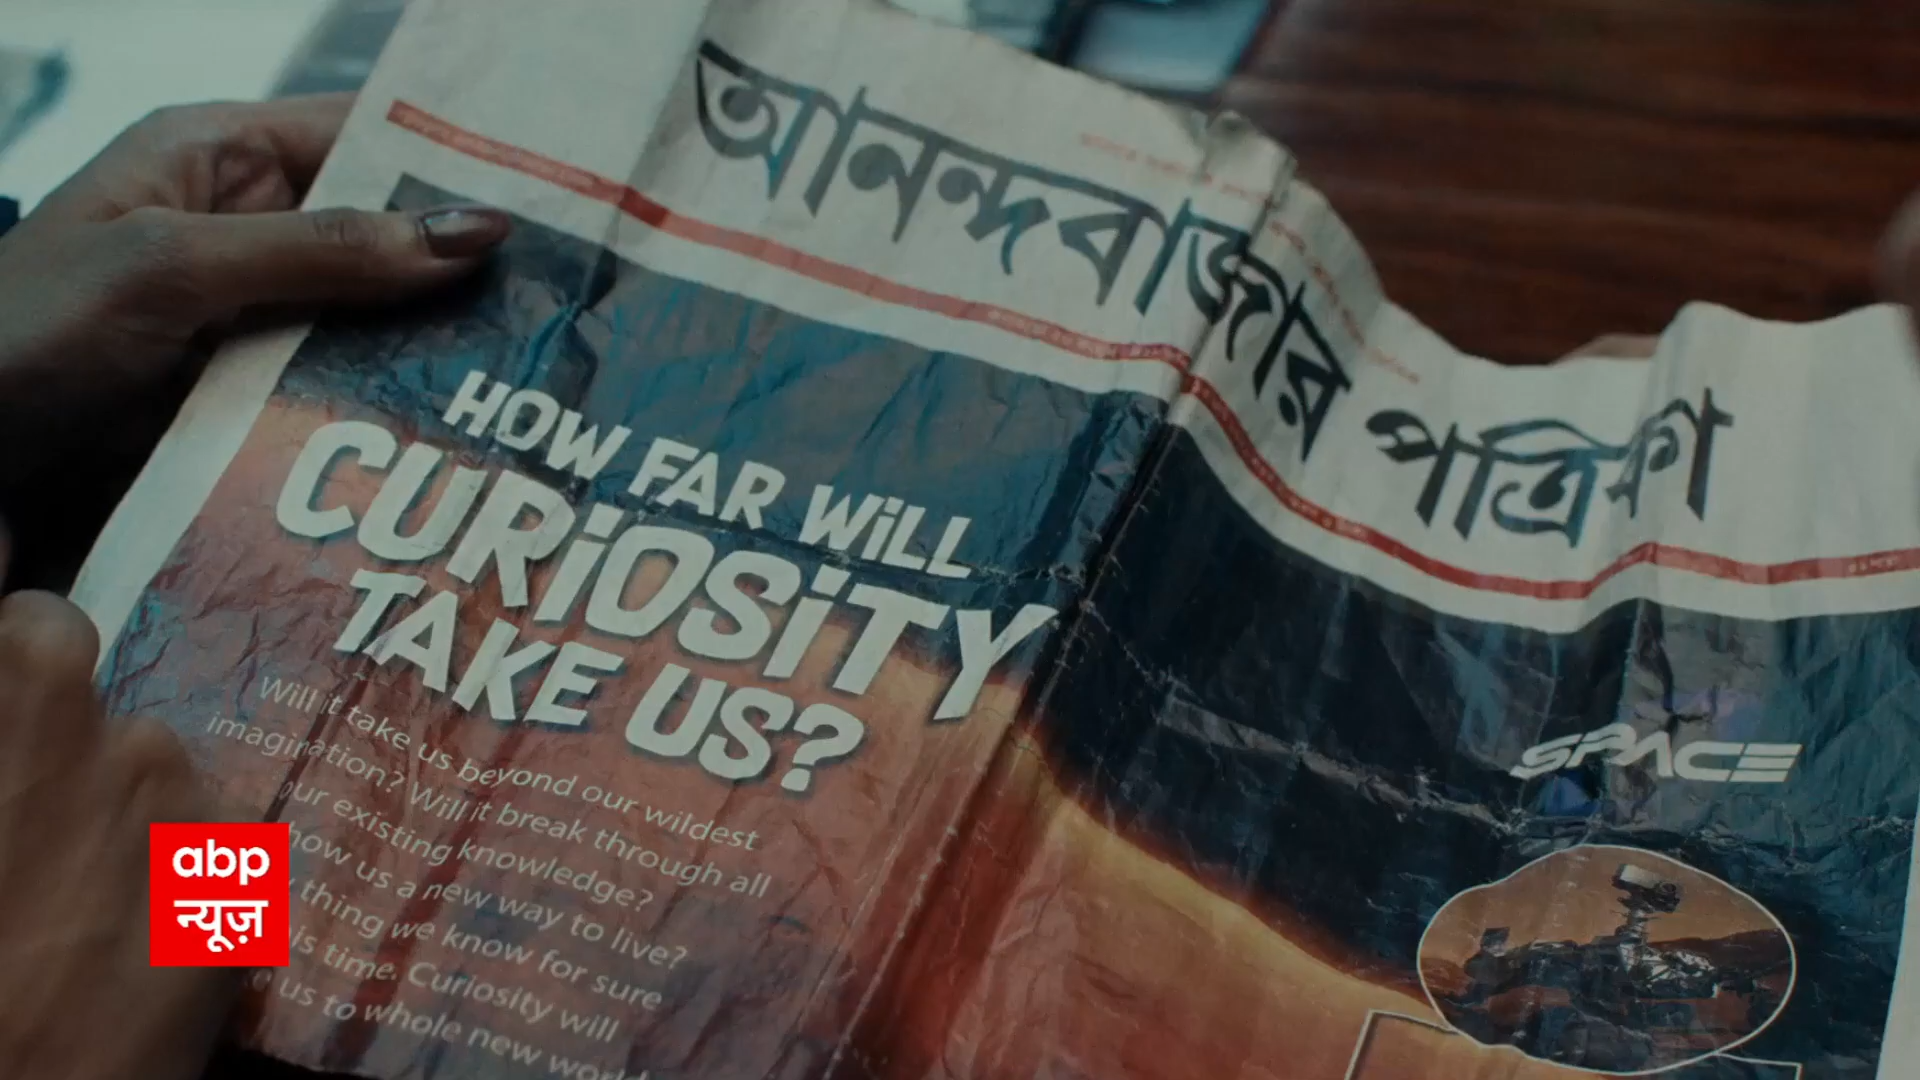 আনন্দবাজার পত্রিকা
HOW FAR WiLL
CURiOSiTY
TAKE US?
Will it take us beyond our wildest
imagination? Will it break through all
our existing knowledge?
how us a new way to live?
thing we know for sure
is time. Curiosity will
us to whole new
SPACE
abp
न्यूज़